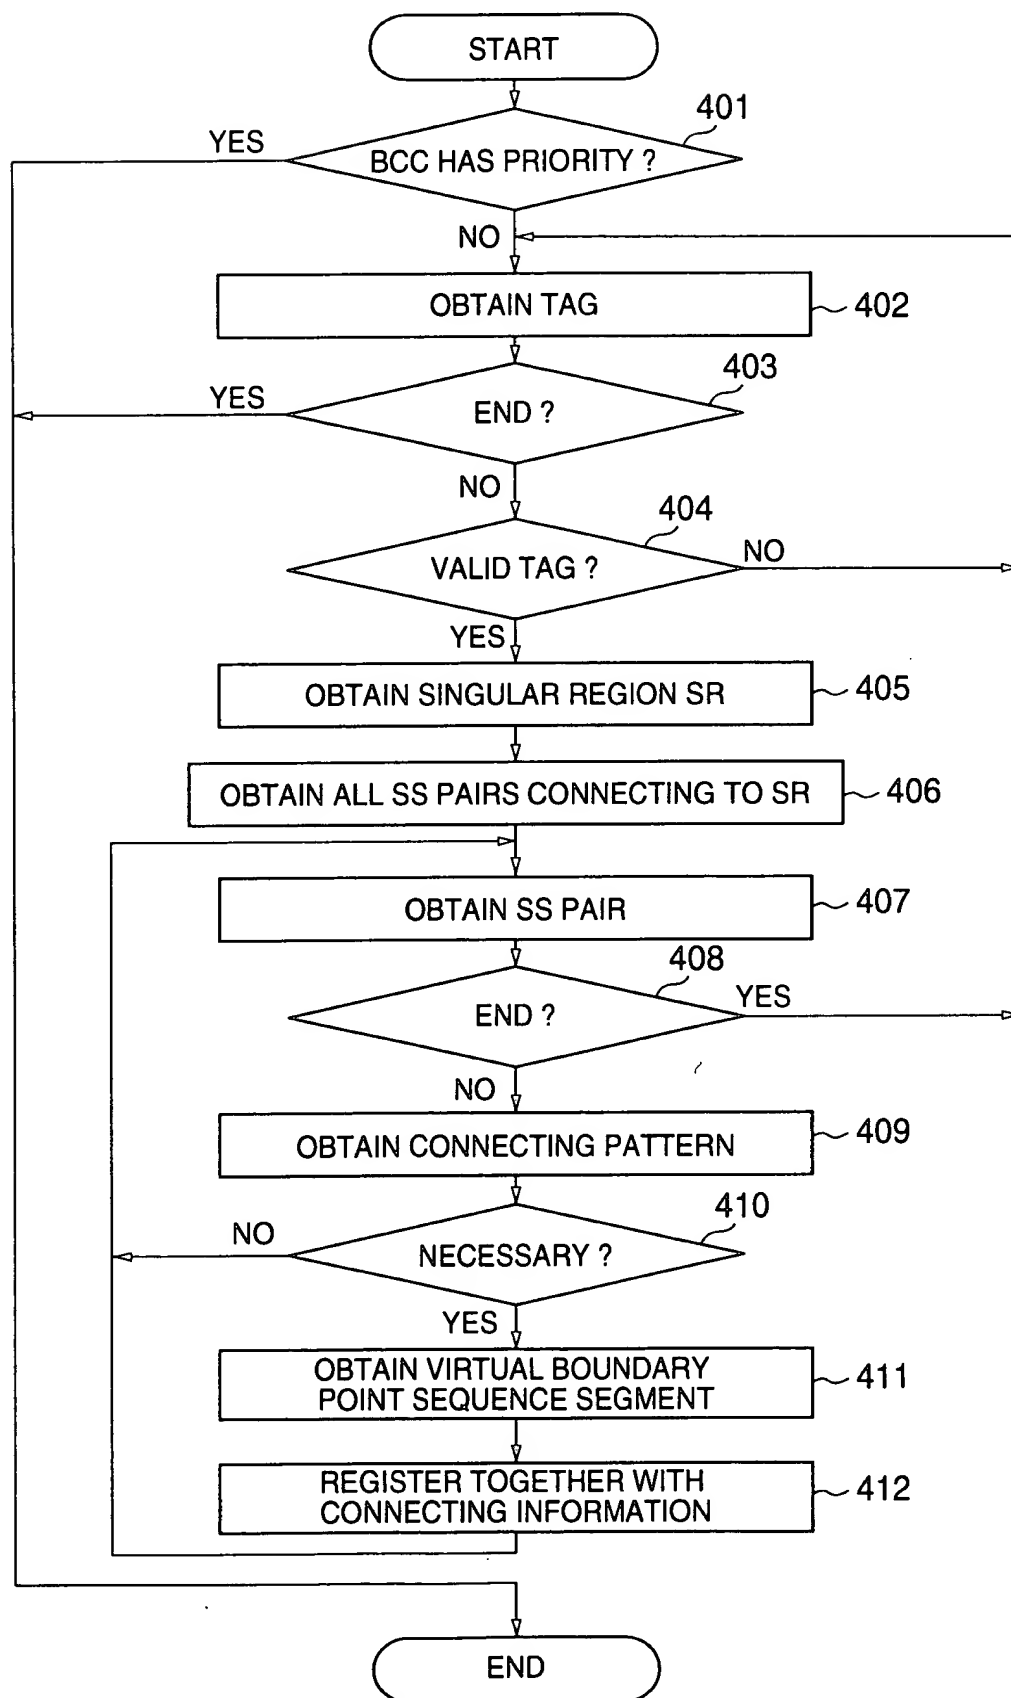 START
401
YES
BCC HAS PRIORITY ?
NO
OBTAIN TAG
402
403
YES
END ?
NO
404
VALID TAG ?
NO
YES
OBTAIN SINGULAR REGION SR
405
OBTAIN ALL SS PAIRS CONNECTING TO SR
406
OBTAIN SS PAIR
407
408
END ?
YES
NO
OBTAIN CONNECTING PATTERN
409
410
NO
NECESSARY ?
YES
OBTAIN VIRTUAL BOUNDARY
POINT SEQUENCE SEGMENT
411
REGISTER TOGETHER WITH
CONNECTING INFORMATION
412
END